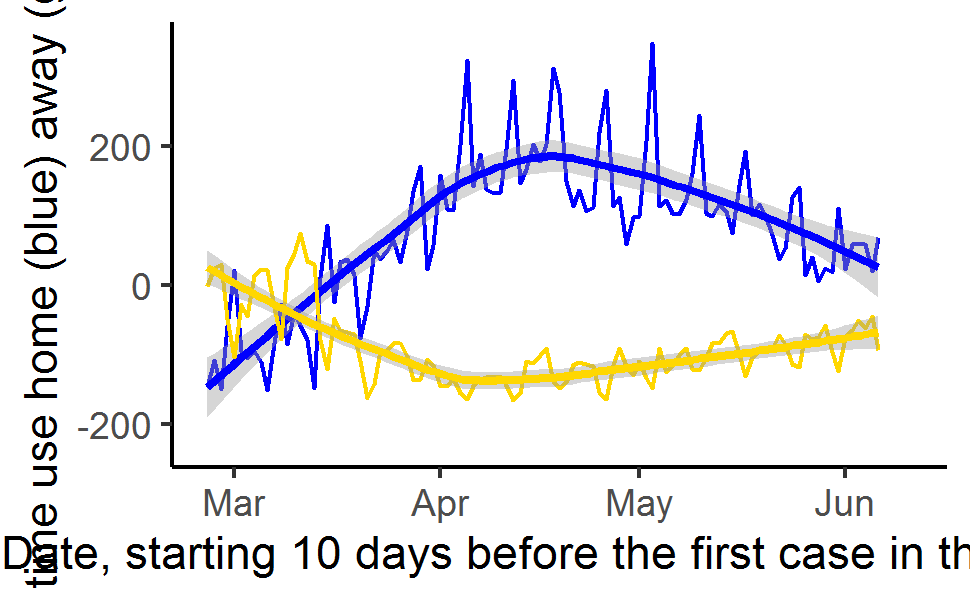 time use home (blue) away (
200
0
-200
Mar Apr May Jun
Date, starting 10 days before the first case in th